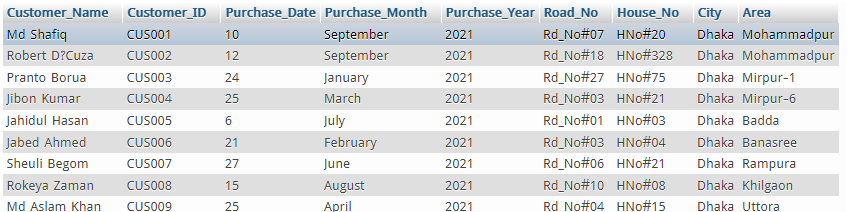 Customer_Name Customer_ID Purchase_Date Purchase_Month Purchase_Year Road_No House_No City Area
Md Shafiq CUS001 10 September 2021 Rd_No#07 HNo#20 Dhaka Mohammadpur
Robert D?Cuza CUS002 12 September 2021 Rd_No#18 HNo#328 Dhaka Mohammadpur
Pranto Borua CUS003 24 January 2021 Rd_No#27 HNo#75 Dhaka Mirpur-1
Jibon Kumar CUS004 25 March 2021 Rd_No#03 HNo#21 Dhaka Mirpur-6
Jahidul Hasan CUS005 6 July 2021 Rd_No#01 HNo#03 Dhaka Badda
Jabed Ahmed CUS006 21 February 2021 Rd_No#03 HNo#04 Dhaka Banasree
Sheuli Begom CUS007 27 June 2021 Rd_No#06 HNo#21 Dhaka Rampura
Rokeya Zaman CUS008 15 August 2021 Rd_No#10 HNo#08 Dhaka Khilgaon
Md Aslam Khan CUS009 25 April 2021 Rd_No#04 HNo#15 Dhaka Uttora